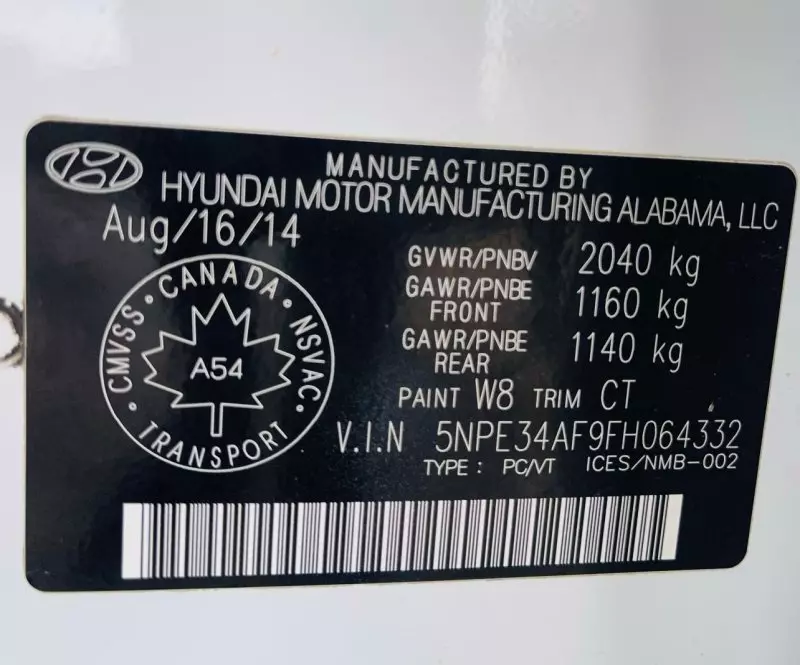 MANUFACTURED BY
HYUNDAI MOTOR MANUFACTURING ALABAMA, LLC
Aug/16/14
GVWR/PNBV 2040 kg
GAWR/PNBE FRONT 1160 kg
GAWR/PNBE REAR 1140 kg
PAINT W8 TRIM CT
V.I.N 5NPE34AF9FH064332
TYPE : PC/VT ICES/NMB-002
CMVSS • CANADA • NSVAC •
A54
TRANSPORT